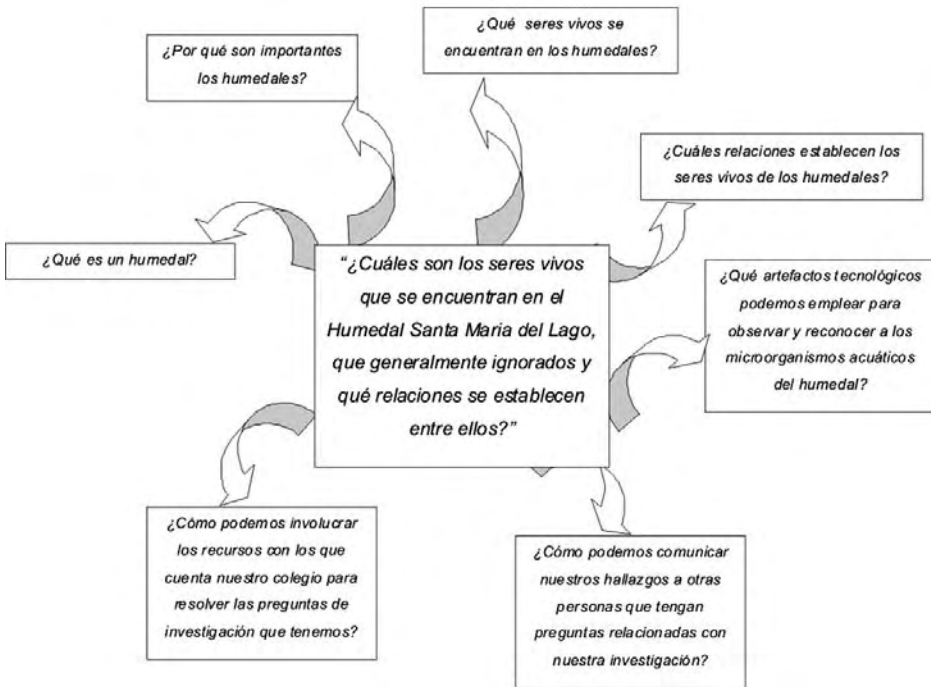 ¿Por qué son importantes
los humedales?
¿Qué seres vivos se
encuentran en los humedales?
¿Cuáles relaciones establecen los
seres vivos de los humedales?
¿Qué es un humedal?
"¿Cuáles son los seres vivos
que se encuentran en el
Humedal Santa Maria del Lago,
que generalmente ignorados y
qué relaciones se establecen
entre ellos?"
¿Qué artefactos tecnológicos
podemos emplear para
observar y reconocer a los
microorganismos acuáticos
del humedal?
¿Cómo podemos involucrar
los recursos con los que
cuenta nuestro colegio para
resolver las preguntas de
investigación que tenemos?
¿Cómo podemos comunicar
nuestros hallazgos a otras
personas que tengan
preguntas relacionadas con
nuestra investigación?